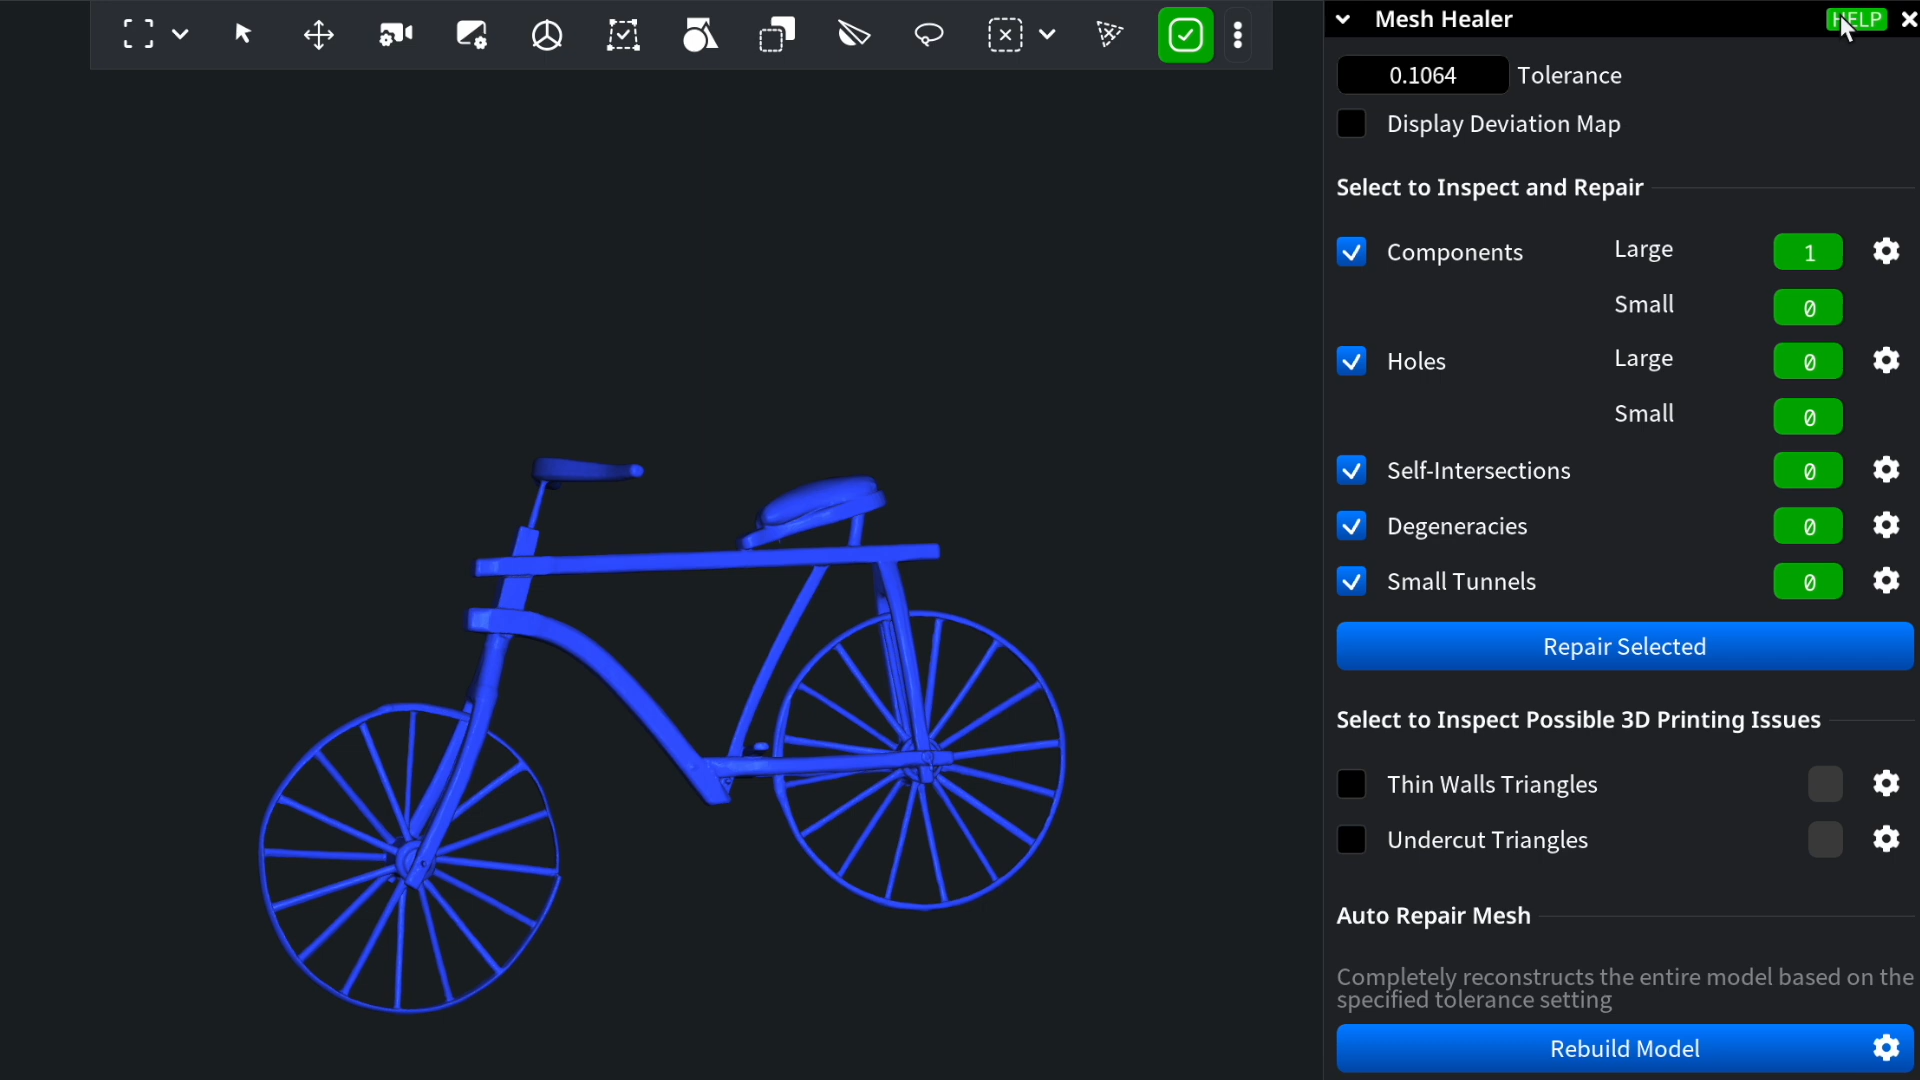 Mesh Healer HELP
0.1064 Tolerance
Display Deviation Map
Select to Inspect and Repair
Components Large 1
Small 0
Holes Large 0
Small 0
Self-Intersections 0
Degeneracies 0
Small Tunnels 0
Repair Selected
Select to Inspect Possible 3D Printing Issues
Thin Walls Triangles
Undercut Triangles
Auto Repair Mesh
Completely reconstructs the entire model based on the
specified tolerance setting
Rebuild Model